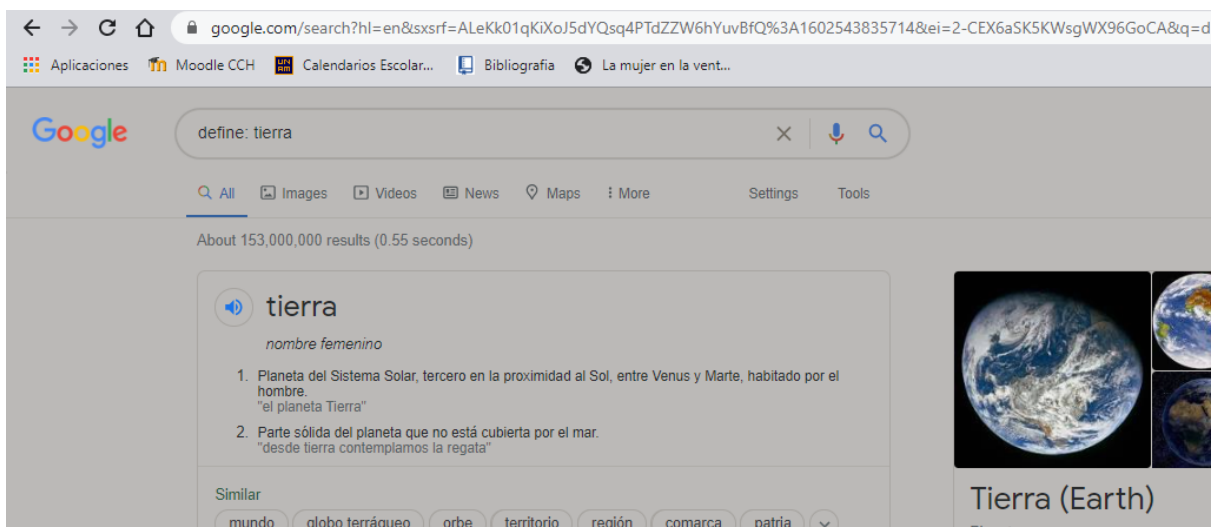 google.com/search?hl=en&sxsrf=ALeKk01qKiXoJ5dYQsq4PTdZZW6hYuvBfQ%3A1602543835714&ei=2-CEX6aSK5KWsgWX96GoCA&q=d
Aplicaciones Moodle CCH Calendarios Escolar... Bibliografia La mujer en la vent...
Google define: tierra
All Images Videos News Maps More Settings Tools
About 153,000,000 results (0.55 seconds)
tierra
nombre femenino
1. Planeta del Sistema Solar, tercero en la proximidad al Sol, entre Venus y Marte, habitado por el
hombre.
"el planeta Tierra"
2. Parte sólida del planeta que no está cubierta por el mar.
"desde tierra contemplamos la regata"
Similar
mundo globo terráqueo orbe territorio región comarca patria
Tierra (Earth)